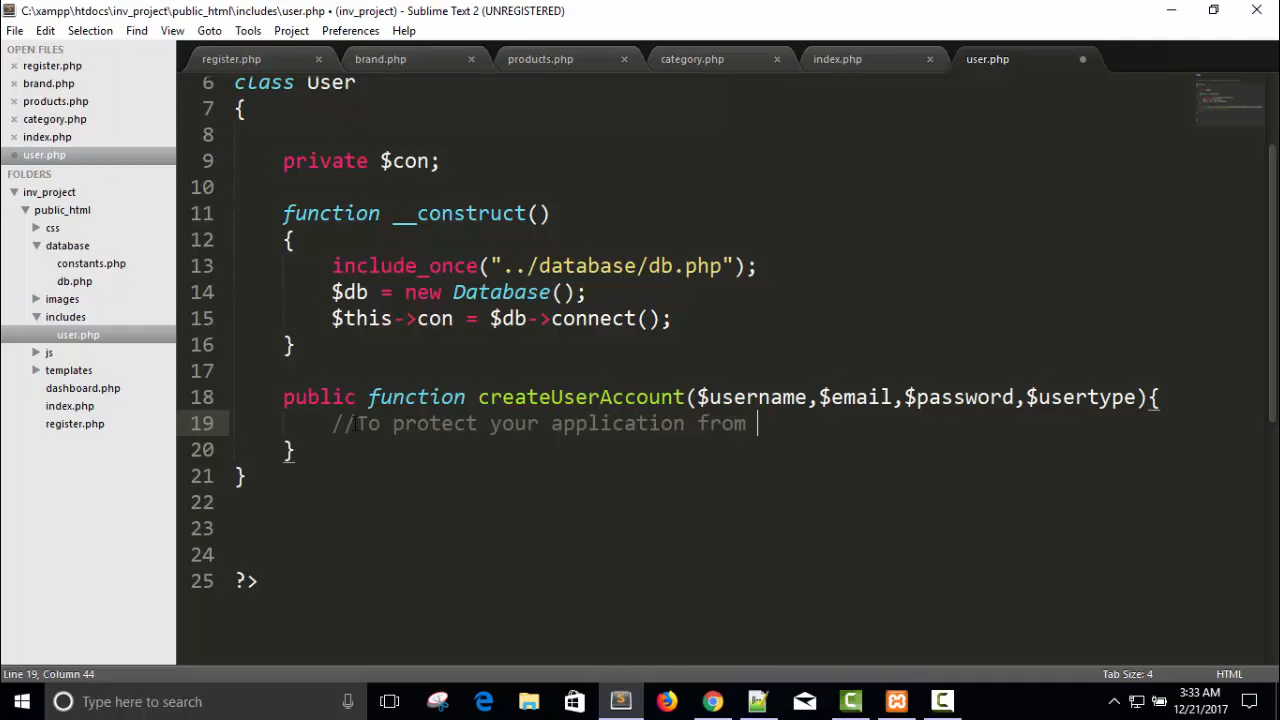 C:\xampp\htdocs\inv_project\public_html\includes\user.php • (inv_project) - Sublime Text 2 (UNREGISTERED)
File Edit Selection Find View Goto Tools Project Preferences Help
OPEN FILES
register.php
brand.php
products.php
category.php
index.php
user.php
FOLDERS
inv_project
public_html
css
database
constants.php
db.php
images
includes
user.php
js
templates
dashboard.php
index.php
register.php
register.php brand.php products.php category.php index.php user.php
6 class User
7 {
8
9 private $con;
10
11 function __construct()
12 {
13 include_once("../database/db.php");
14 $db = new Database();
15 $this->con = $db->connect();
16 }
17
18 public function createUserAccount($username,$email,$password,$usertype){
19 //To protect your application from
20 }
21 }
22
23
24
25 ?>
Line 19, Column 44 Tab Size: 4 HTML
Type here to search
3:33 AM
12/21/2017